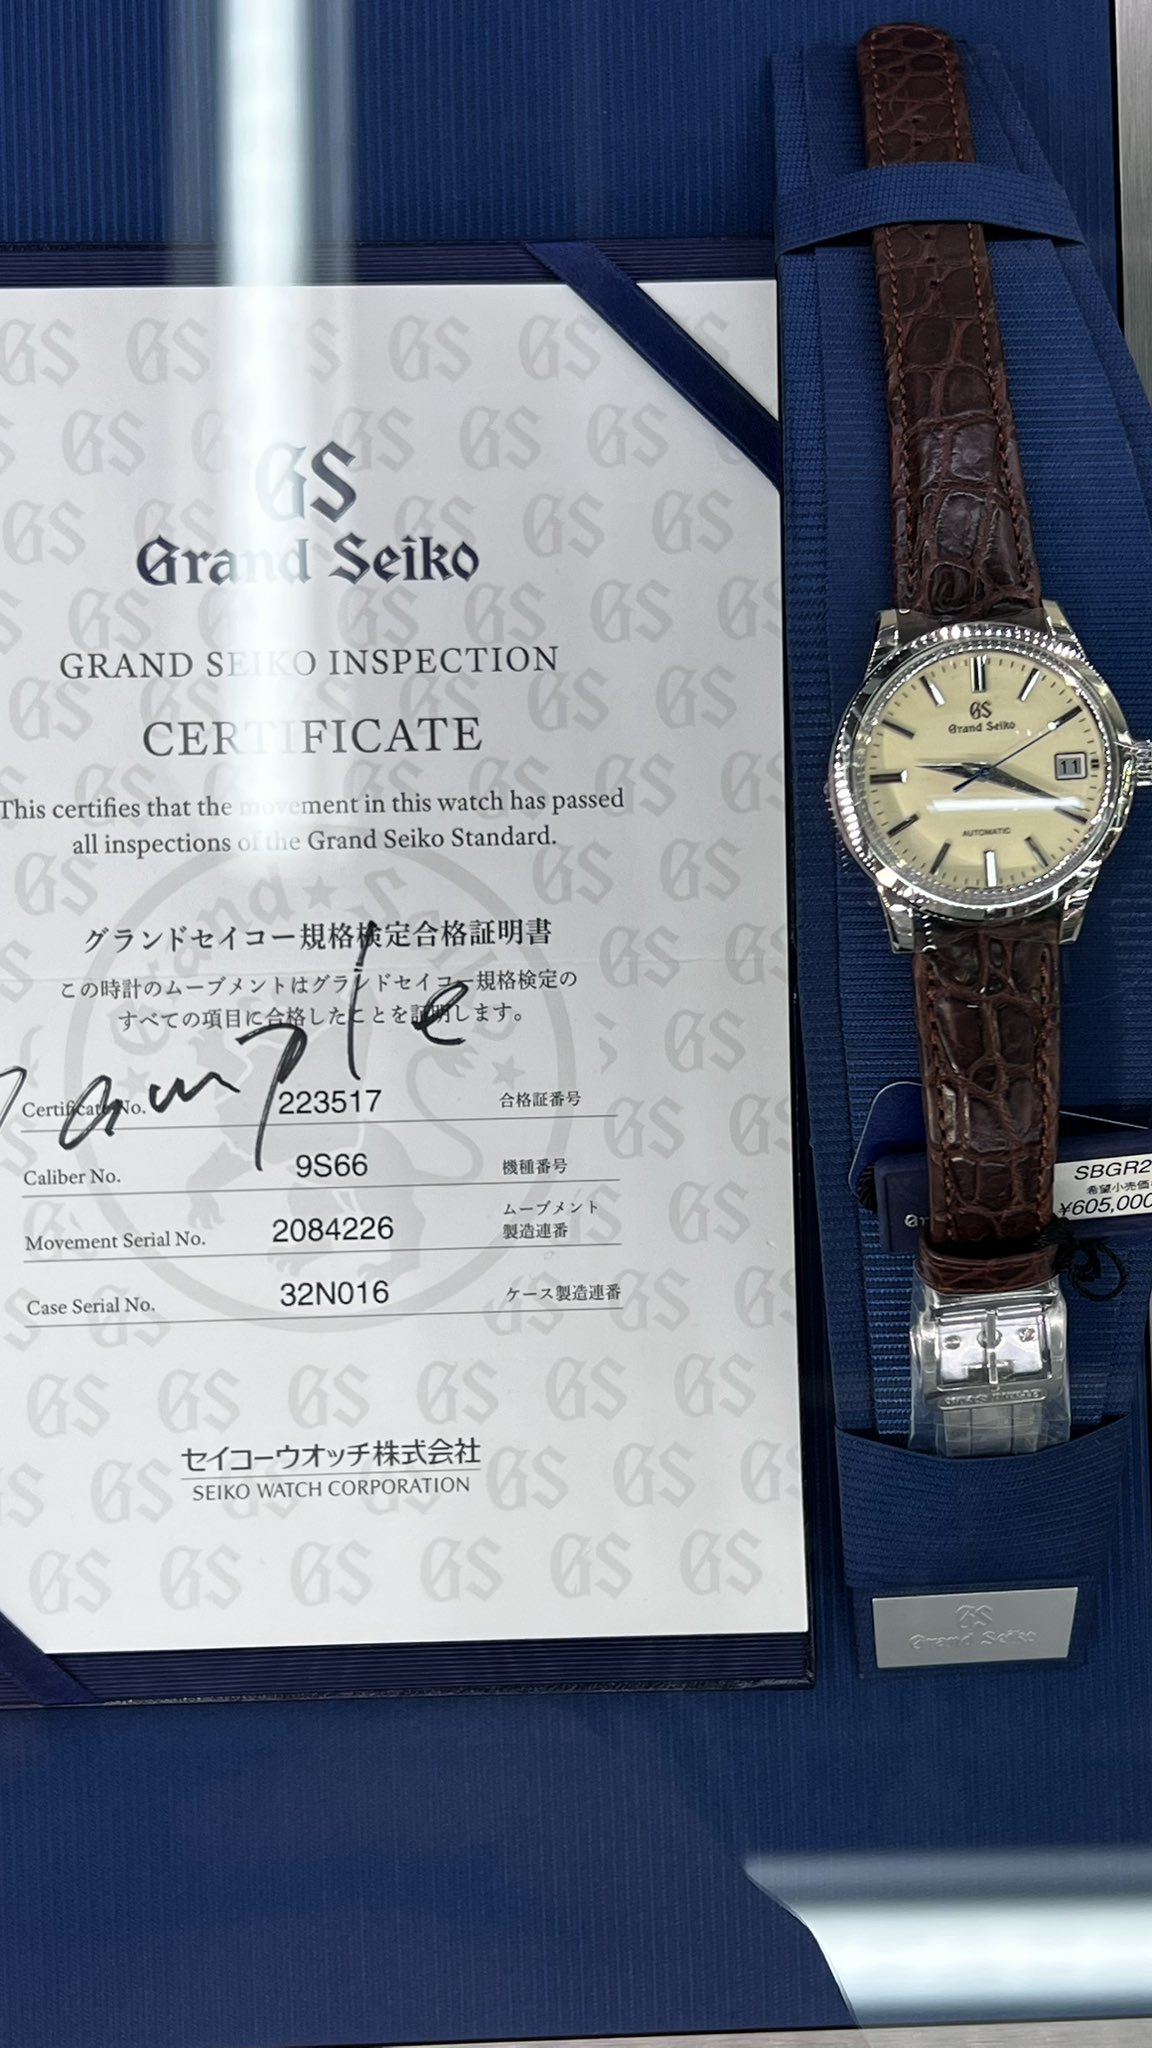 GS
Grand Seiko
GRAND SEIKO INSPECTION
CERTIFICATE
This certifies that the movement in this watch has passed
all inspections of the Grand Seiko Standard.
グランドセイコー規格検定合格証明書
この時計のムーブメントはグランドセイコー規格検定の
すべての項目に合格したことを証明します。
Sample
Certificate No. 223517 合格証番号
Caliber No. 9S66 機種番号
Movement Serial No. 2084226 ムーブメント
製造連番
Case Serial No. 32N016 ケース製造連番
セイコーウオッチ株式会社
SEIKO WATCH CORPORATION
GS
Grand Seiko
11
AUTOMATIC
SBGR2
希望小売価
¥605,000
GS
Grand Seiko